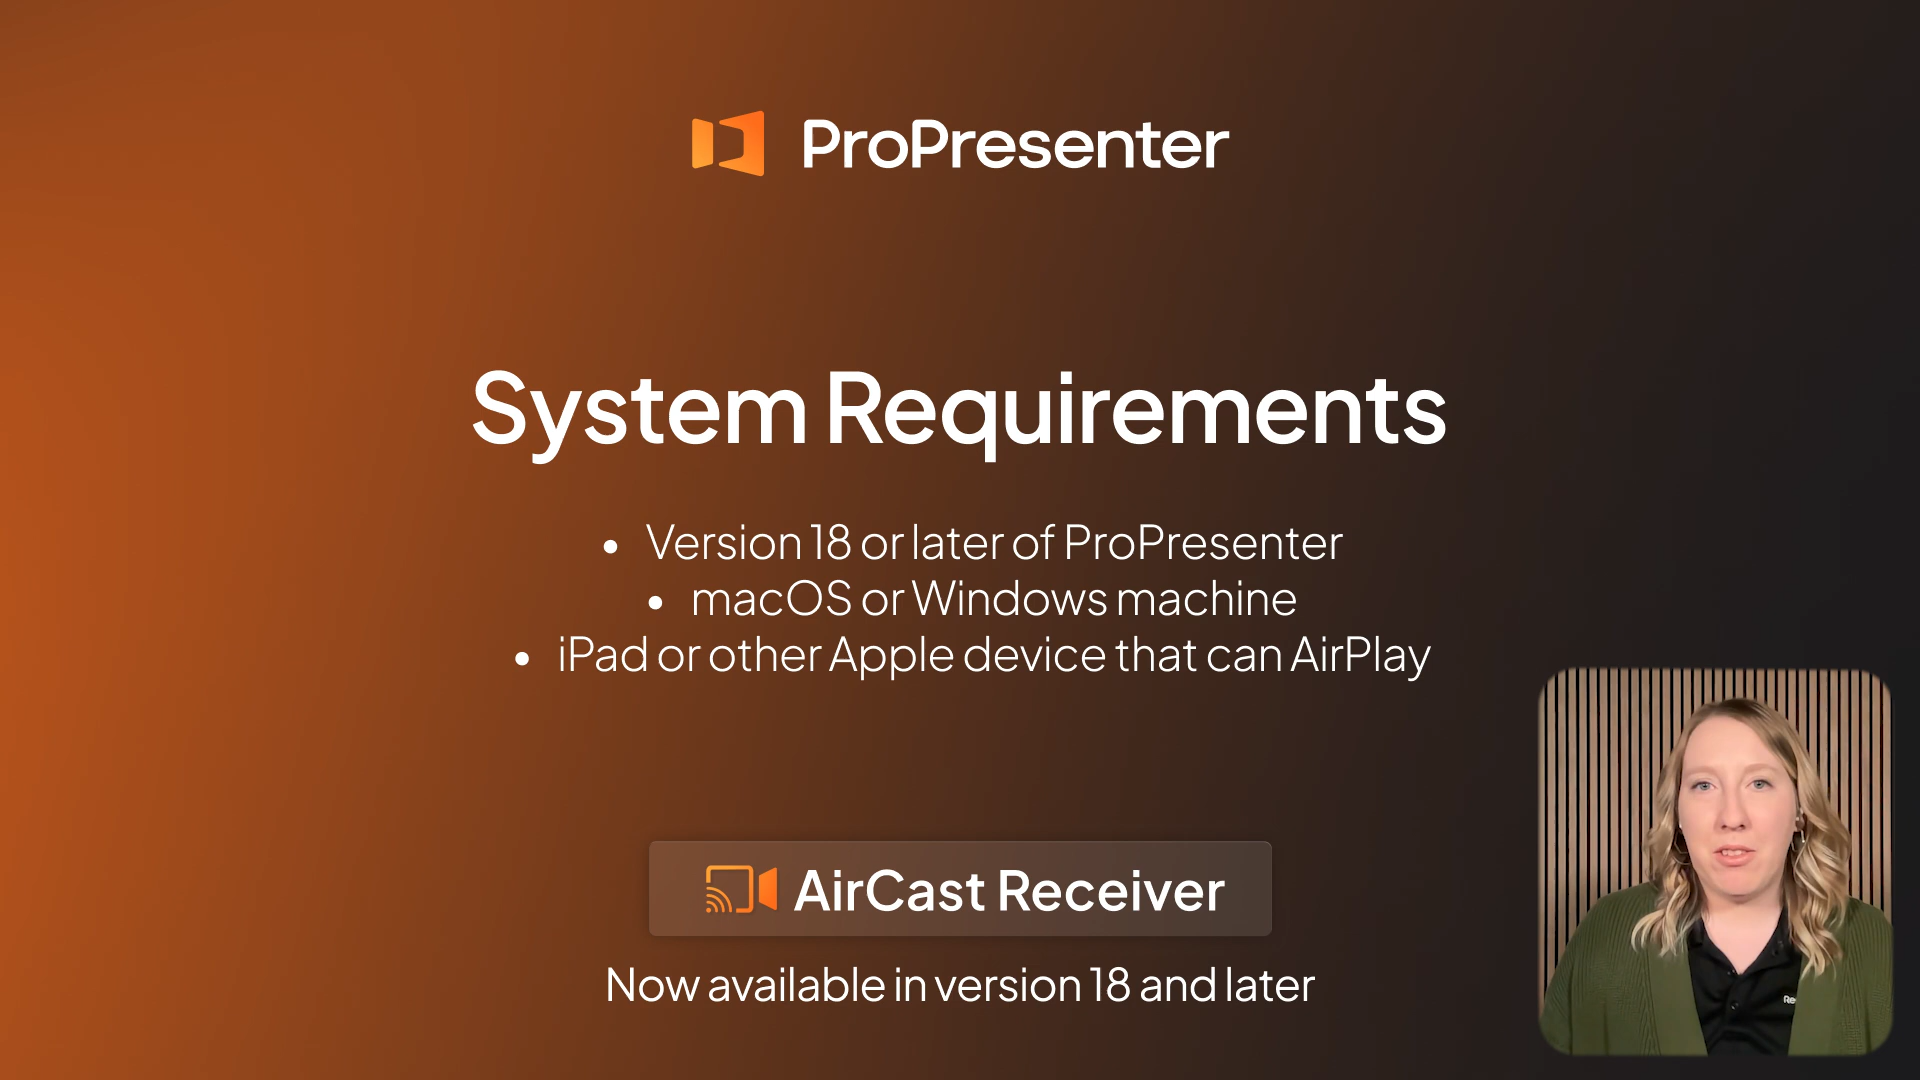 ProPresenter
System Requirements
• Version 18 or later of ProPresenter
• macOS or Windows machine
• iPad or other Apple device that can AirPlay
AirCast Receiver
Now available in version 18 and later